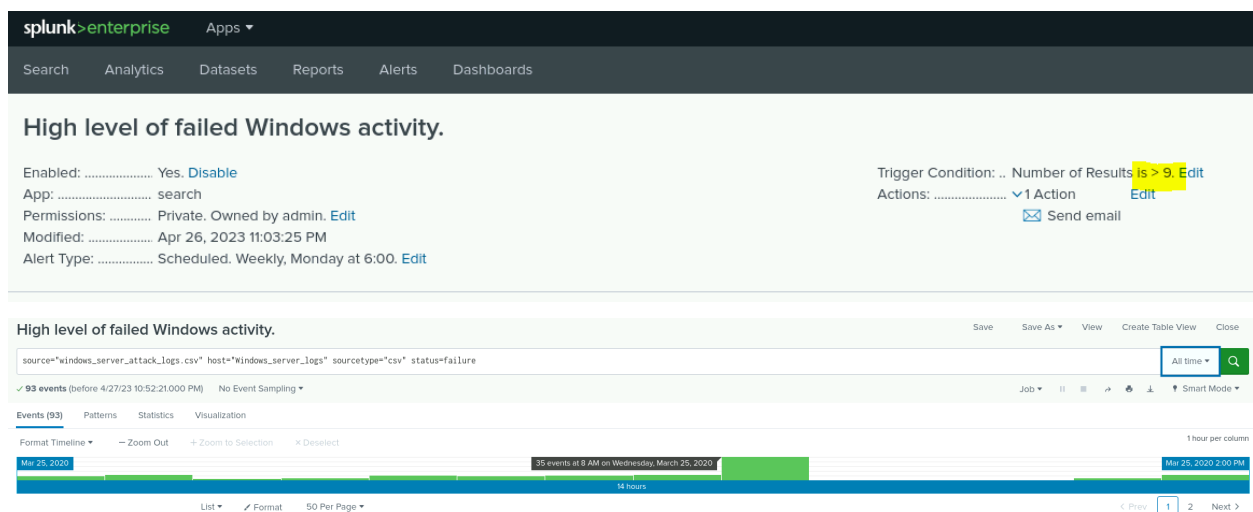 splunk>enterprise Apps ▾
Search Analytics Datasets Reports Alerts Dashboards
High level of failed Windows activity.
Enabled: ................... Yes. Disable
App: .......................... search
Permissions: ............ Private. Owned by admin. Edit
Modified: ................... Apr 26, 2023 11:03:25 PM
Alert Type: ................ Scheduled. Weekly, Monday at 6:00. Edit
Trigger Condition: .. Number of Results is > 9. Edit
Actions: ..................... 1 Action Edit
Send email
High level of failed Windows activity.
Save Save As ▾ View Create Table View Close
source="windows_server_attack_logs.csv" host="Windows_server_logs" sourcetype="csv" status=failure
All time ▾
✓ 93 events (before 4/27/23 10:52:21.000 PM) No Event Sampling ▾
Job ▾ Smart Mode ▾
Events (93) Patterns Statistics Visualization
Format Timeline ▾ — Zoom Out + Zoom to Selection × Deselect
1 hour per column
Mar 25, 2020
35 events at 8 AM on Wednesday, March 25, 2020
Mar 25, 2020 2:00 PM
14 hours
List ▾ Format 50 Per Page ▾
< Prev 1 2 Next >